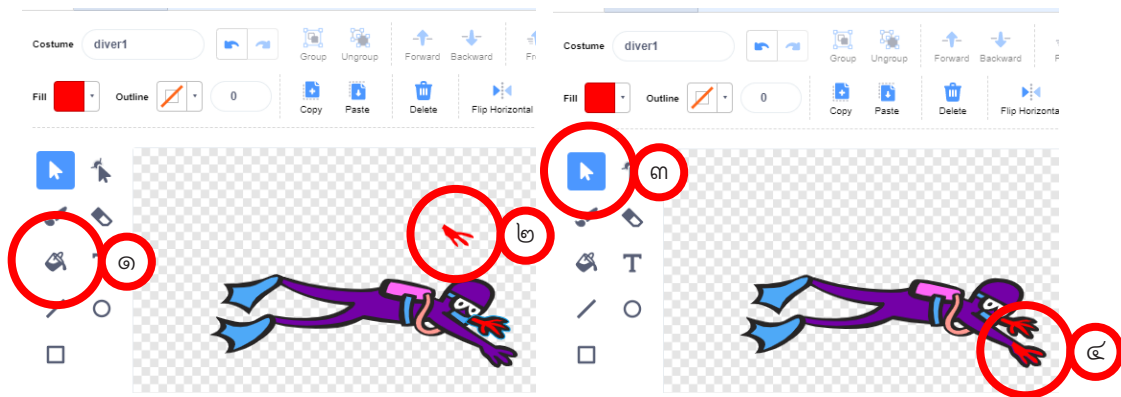 Costume diver1 Group Ungroup Forward Backward
Fill Outline 0 Copy Paste Delete Flip Horizontal
๑
๒
T
Costume diver1 Group Ungroup Forward Backward
Fill Outline 0 Copy Paste Delete Flip Horizonta
๓
T
๔